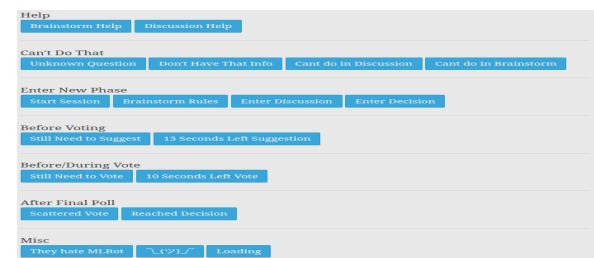 Help
Brainstorm Help Discussion Help
Can't Do That
Unknown Question Don't Have That Info Cant do in Discussion Cant do in Brainstorm
Enter New Phase
Start Session Brainstorm Rules Enter Discussion Enter Decision
Before Voting
Still Need to Suggest 15 Seconds Left Suggestion
Before/During Vote
Still Need to Vote 10 Seconds Left Vote
After Final Poll
Scattered Vote Reached Decision
Misc
They hate MLBot ¯\_(ツ)_/¯ Loading